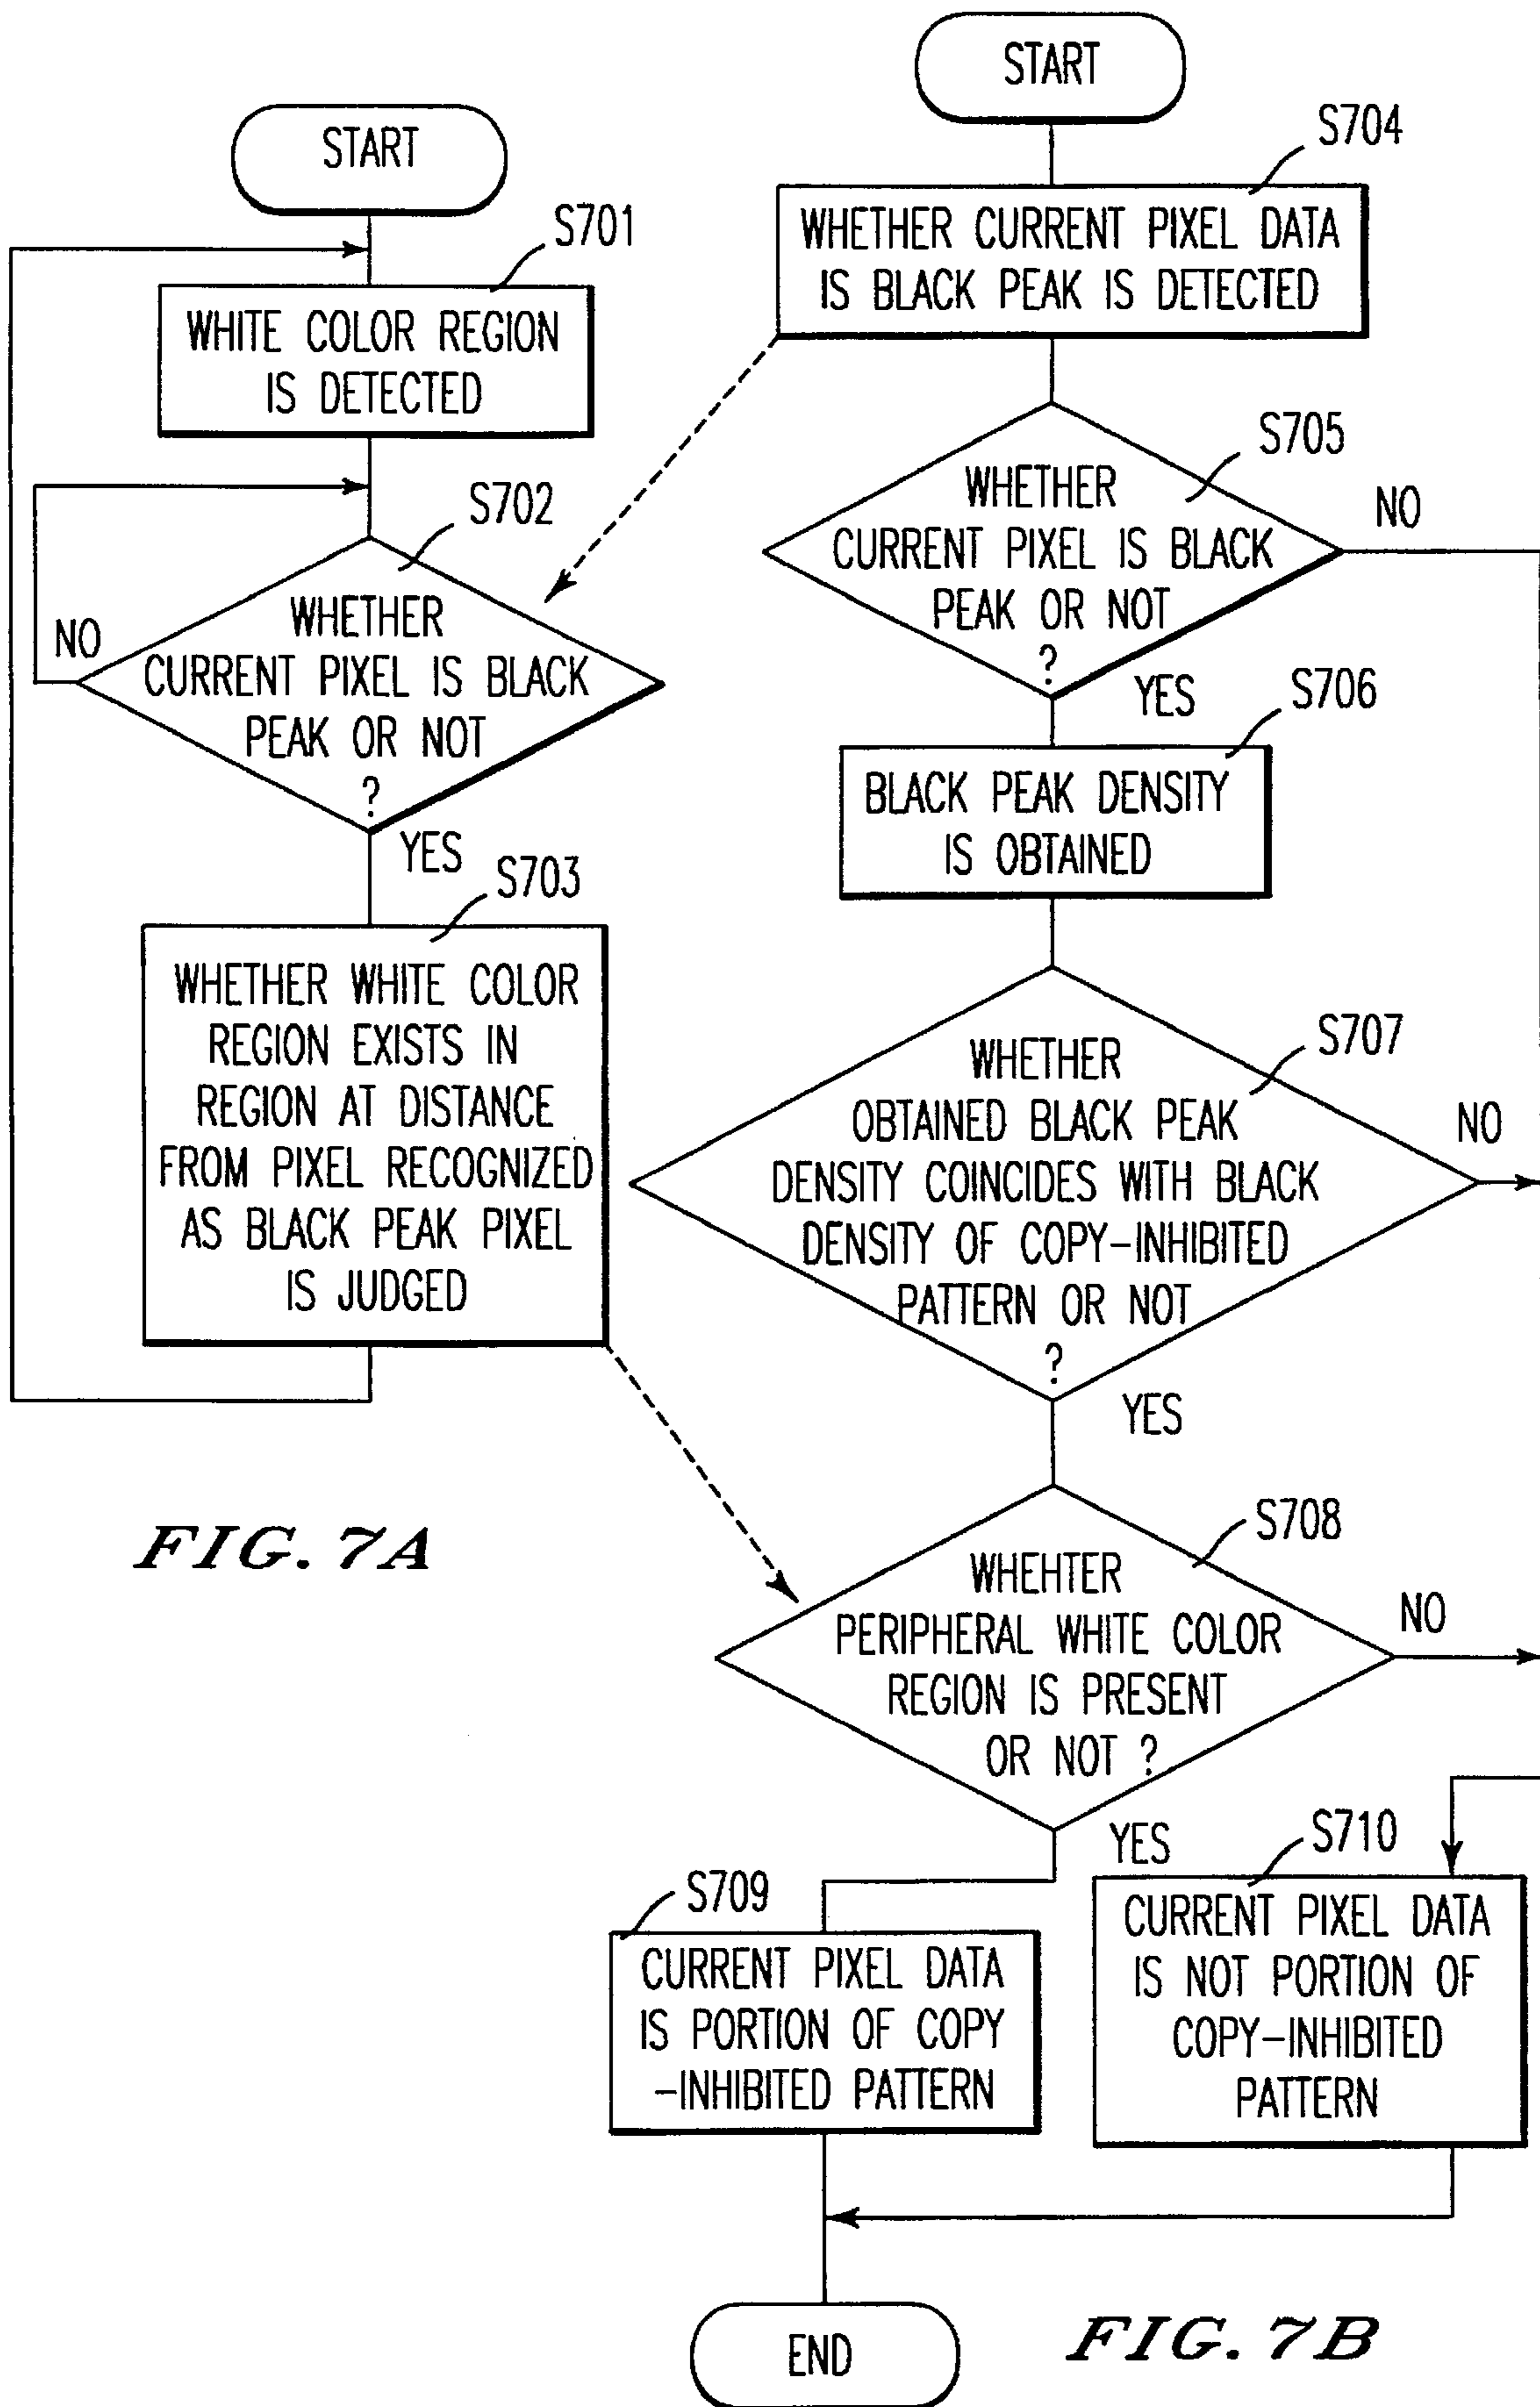 START
S701
WHITE COLOR REGION
IS DETECTED
S702
WHETHER
CURRENT PIXEL IS BLACK
PEAK OR NOT
?
NO
YES
S703
WHETHER WHITE COLOR
REGION EXISTS IN
REGION AT DISTANCE
FROM PIXEL RECOGNIZED
AS BLACK PEAK PIXEL
IS JUDGED
FIG. 7A
START
S704
WHETHER CURRENT PIXEL DATA
IS BLACK PEAK IS DETECTED
S705
WHETHER
CURRENT PIXEL IS BLACK
PEAK OR NOT
?
NO
YES
S706
BLACK PEAK DENSITY
IS OBTAINED
S707
WHETHER
OBTAINED BLACK PEAK
DENSITY COINCIDES WITH BLACK
DENSITY OF COPY-INHIBITED
PATTERN OR NOT
?
NO
YES
S708
WHEHTER
PERIPHERAL WHITE COLOR
REGION IS PRESENT
OR NOT ?
NO
YES
S709
CURRENT PIXEL DATA
IS PORTION OF COPY
-INHIBITED PATTERN
S710
CURRENT PIXEL DATA
IS NOT PORTION OF
COPY-INHIBITED
PATTERN
END
FIG. 7B